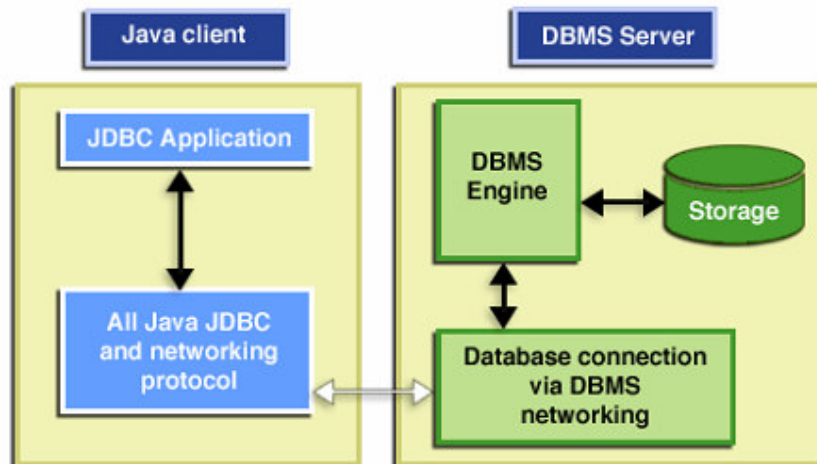 Java client
DBMS Server
JDBC Application
All Java JDBC
and networking
protocol
DBMS
Engine
Storage
Database connection
via DBMS
networking